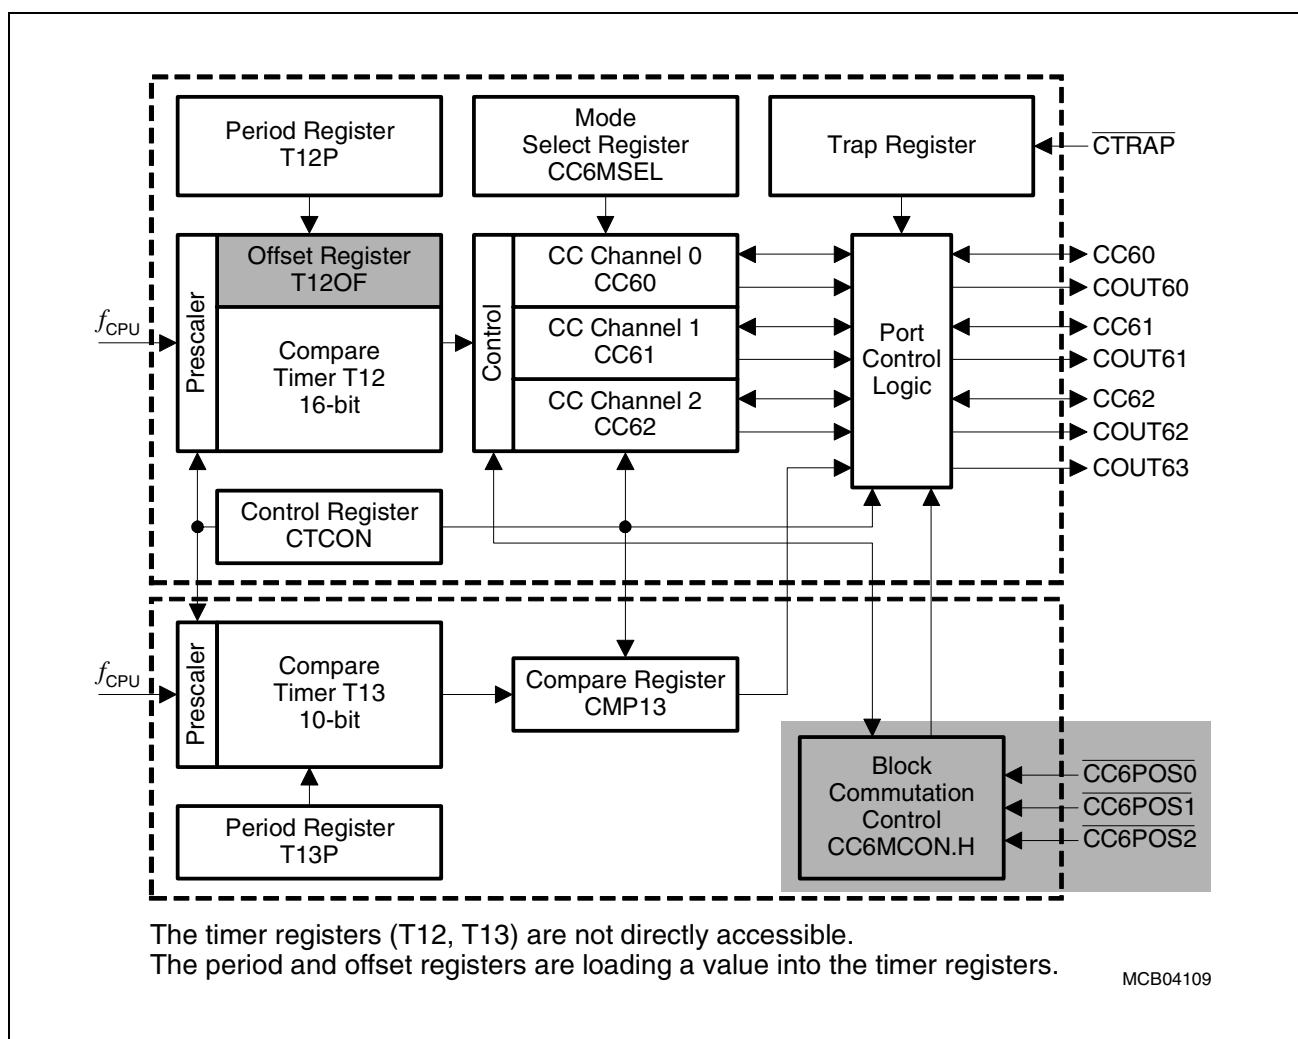 Period Register
T12P
Mode
Select Register
CC6MSEL
Trap Register
CTRAP
Prescaler
Offset Register
T12OF
Compare
Timer T12
16-bit
fCPU
Control
CC Channel 0
CC60
CC Channel 1
CC61
CC Channel 2
CC62
Port
Control
Logic
CC60
COUT60
CC61
COUT61
CC62
COUT62
COUT63
Control Register
CTCON
fCPU
Prescaler
Compare
Timer T13
10-bit
Compare Register
CMP13
Period Register
T13P
Block
Commutation
Control
CC6MCON.H
CC6POS0
CC6POS1
CC6POS2
The timer registers (T12, T13) are not directly accessible.
The period and offset registers are loading a value into the timer registers.
MCB04109